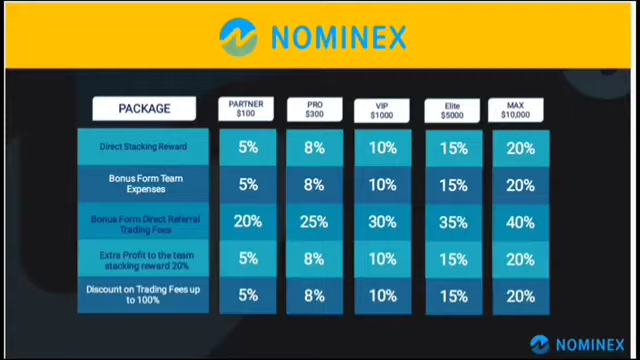 NOMINEX
PACKAGE
PARTNER
$100
PRO
$300
VIP
$1000
Elite
$5000
MAX
$10,000
Direct Stacking Reward
5% 8% 10% 15% 20%
Bonus Form Team
Expenses
5% 8% 10% 15% 20%
Bonus Form Direct Referral
Trading Fees
20% 25% 30% 35% 40%
Extra Profit to the team
stacking reward 20%
5% 8% 10% 15% 20%
Discount on Trading Fees up
to 100%
5% 8% 10% 15% 20%
NOMINEX